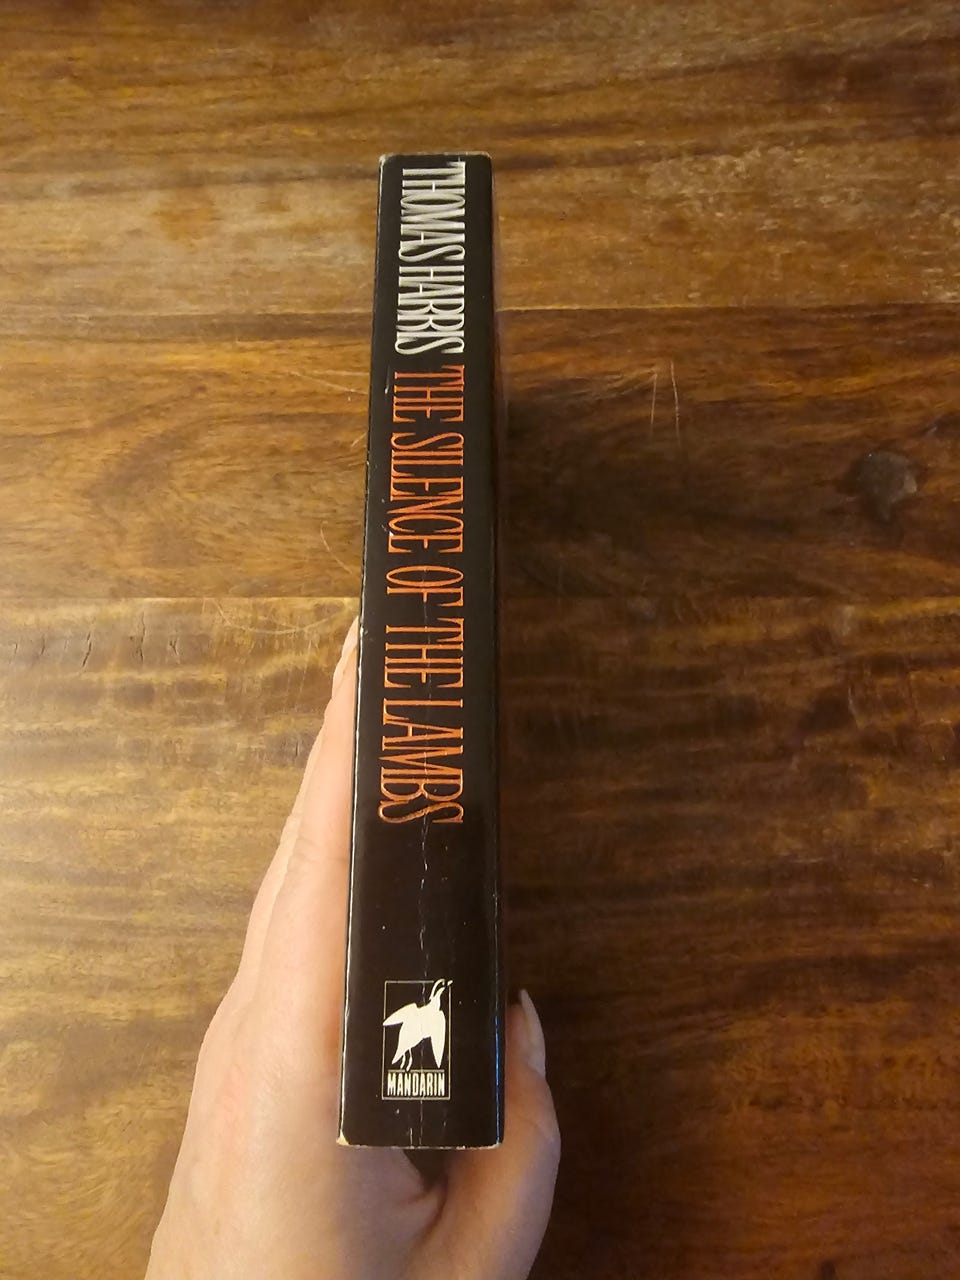 THOMAS HARRIS THE SILENCE OF THE LAMBS
MANDARIN